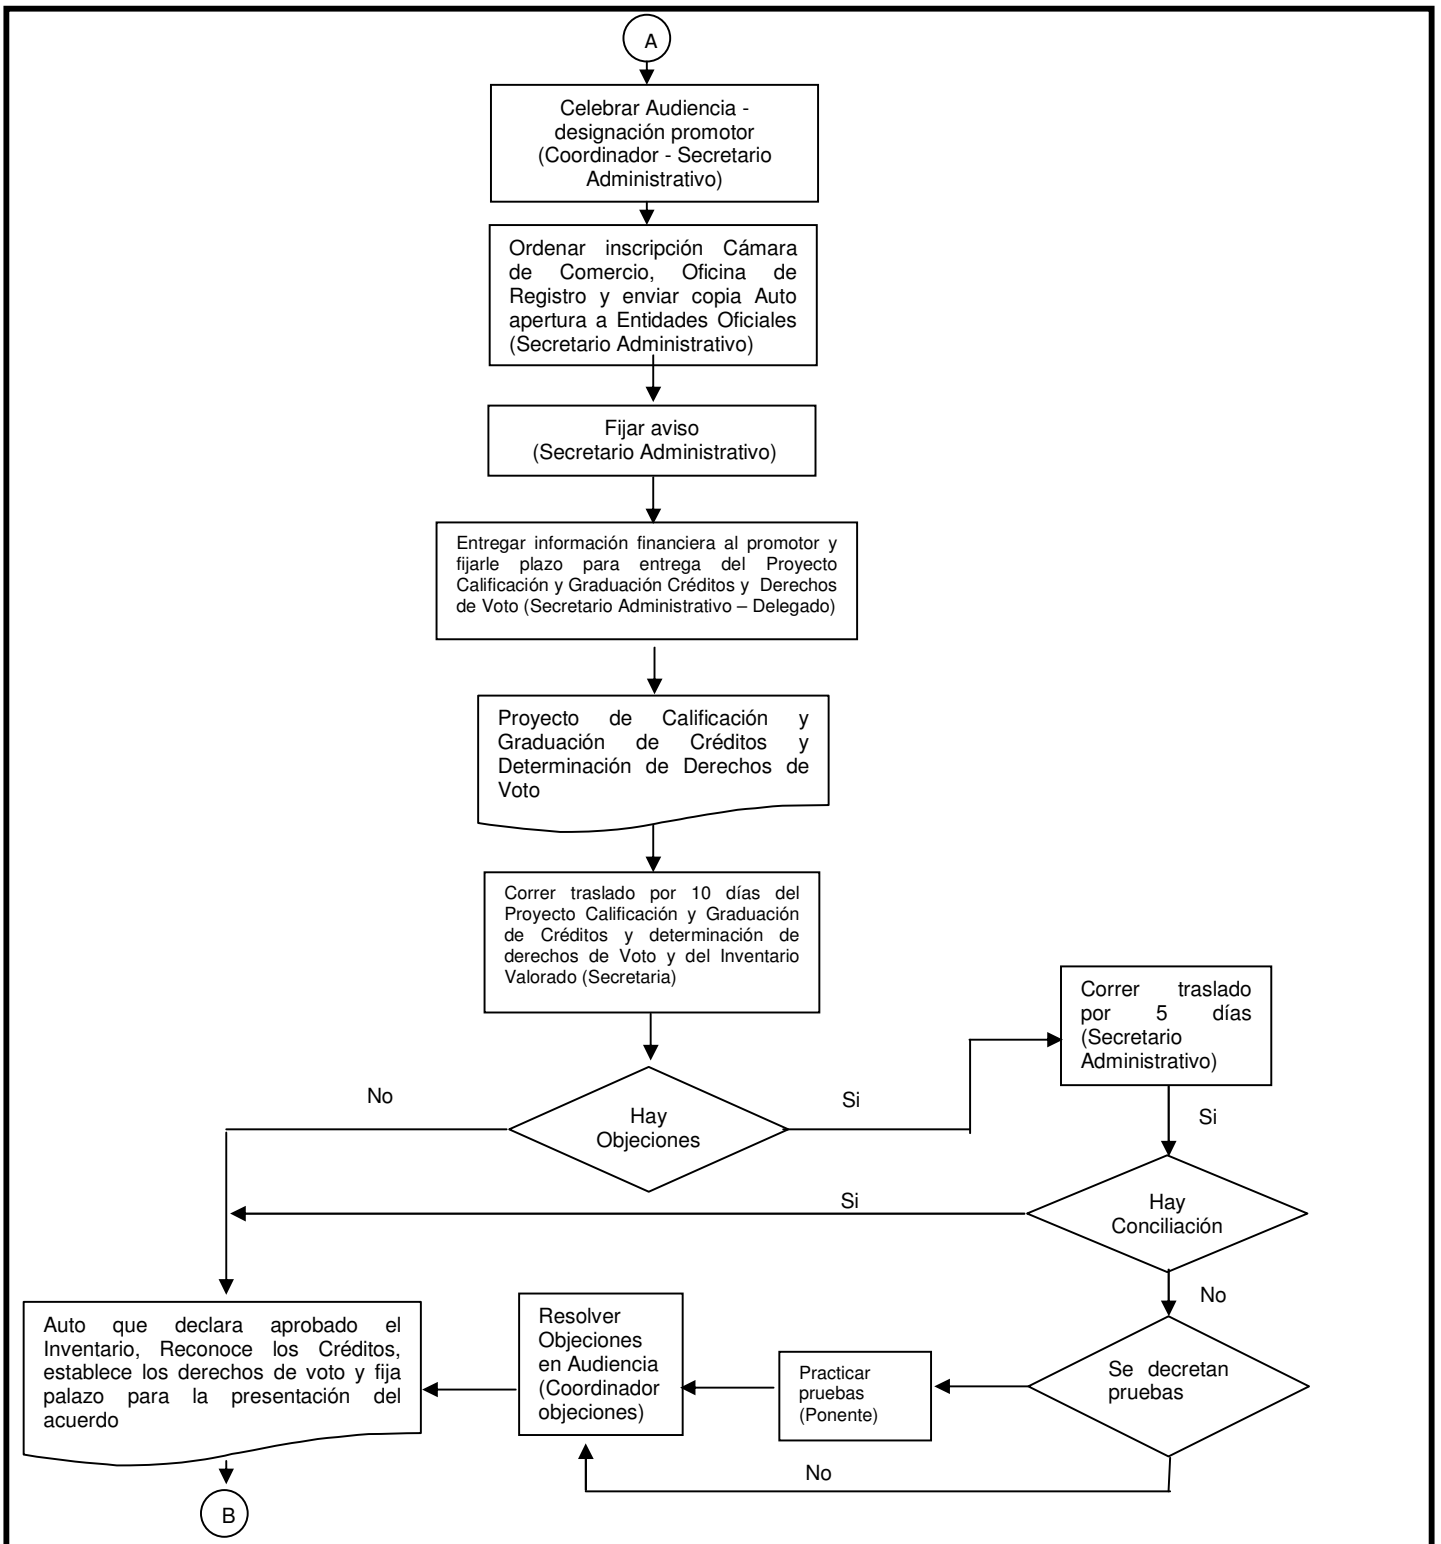 A
Celebrar Audiencia -
designación promotor
(Coordinador - Secretario
Administrativo)
Ordenar inscripción Cámara
de Comercio, Oficina de
Registro y enviar copia Auto
apertura a Entidades Oficiales
(Secretario Administrativo)
Fijar aviso
(Secretario Administrativo)
Entregar información financiera al promotor y
fijarle plazo para entrega del Proyecto
Calificación y Graduación Créditos y Derechos
de Voto (Secretario Administrativo – Delegado)
Proyecto de Calificación y
Graduación de Créditos y
Determinación de Derechos de
Voto
Correr traslado por 10 días del
Proyecto Calificación y Graduación
de Créditos y determinación de
derechos de Voto y del Inventario
Valorado (Secretaria)
Correr traslado
por 5 días
(Secretario
Administrativo)
No
Hay
Objeciones
Si
Si
Hay
Conciliación
Si
No
Se decretan
pruebas
Practicar
pruebas
(Ponente)
Resolver
Objeciones
en Audiencia
(Coordinador
objeciones)
No
Auto que declara aprobado el
Inventario, Reconoce los Créditos,
establece los derechos de voto y fija
palazo para la presentación del
acuerdo
B